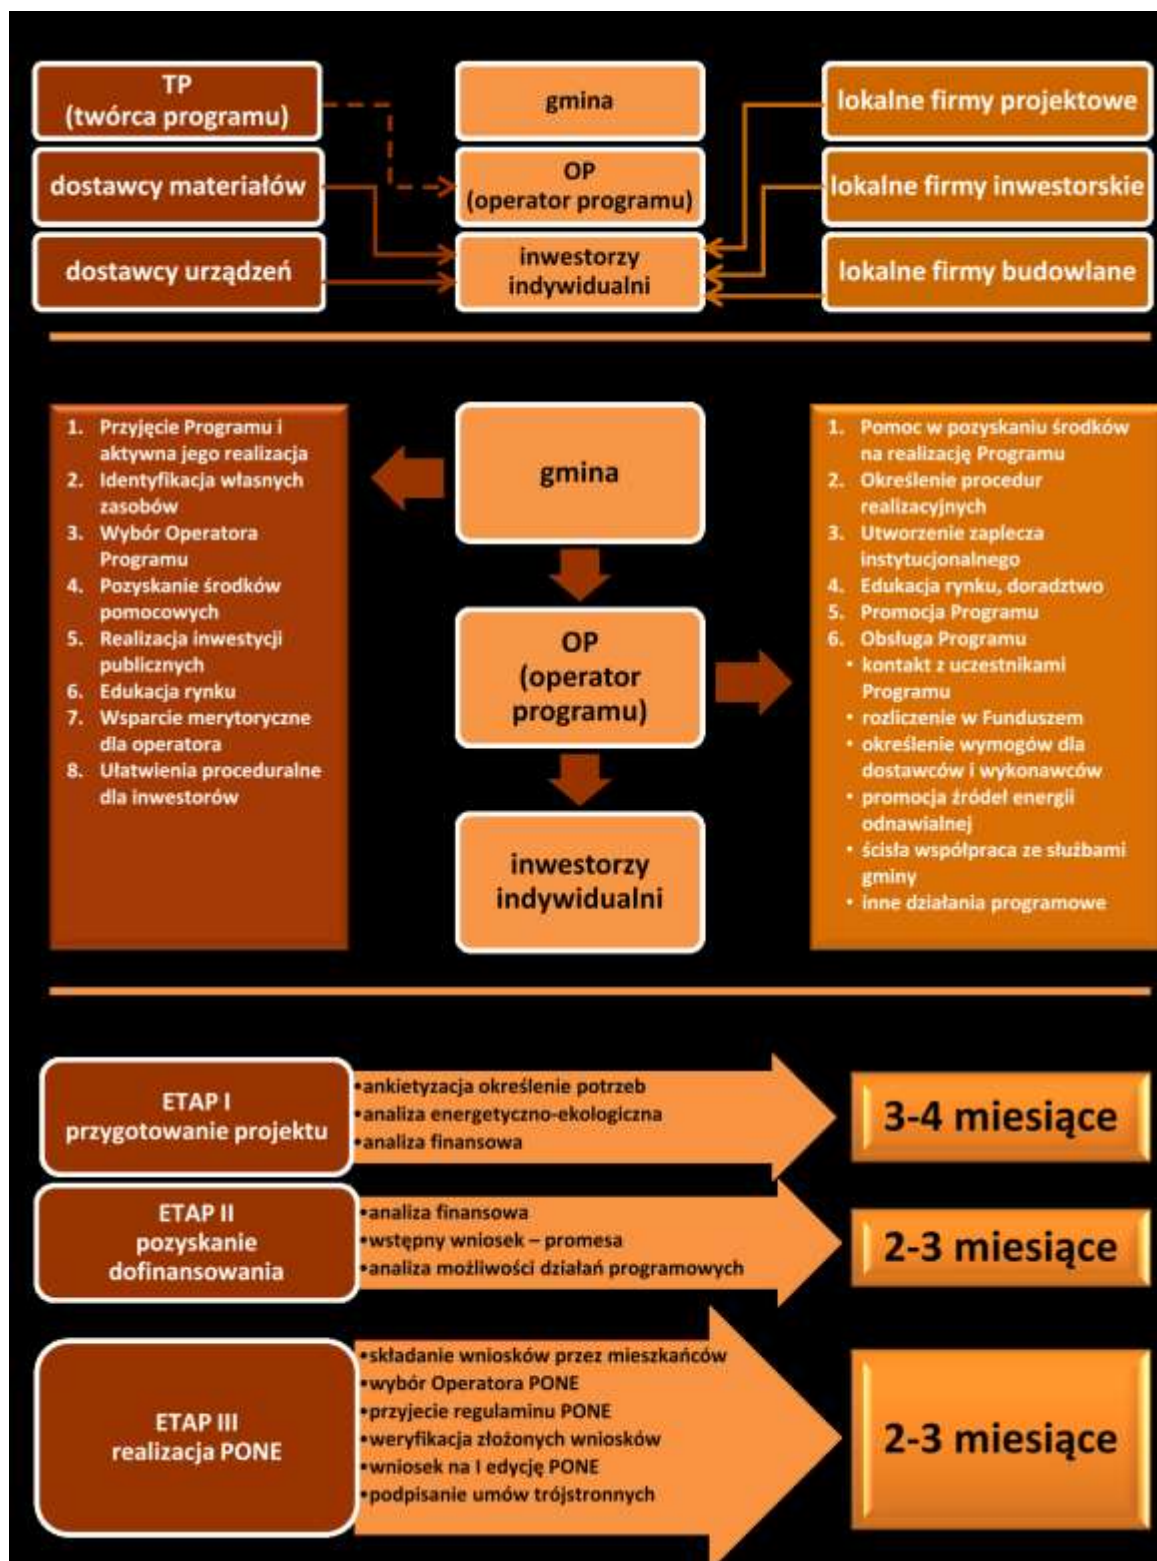 TP
(twórca programu)
gmina
lokalne firmy projektowe
dostawcy materiałów
OP
(operator programu)
lokalne firmy inwestorskie
dostawcy urządzeń
inwestorzy
indywidualni
lokalne firmy budowlane
1. Przyjęcie Programu i
aktywna jego realizacja
2. Identyfikacja własnych
zasobów
3. Wybór Operatora
Programu
4. Pozyskanie środków
pomocowych
5. Realizacja inwestycji
publicznych
6. Edukacja rynku
7. Wsparcie merytoryczne
dla operatora
8. Ułatwienia proceduralne
dla inwestorów
gmina
OP
(operator
programu)
inwestorzy
indywidualni
1. Pomoc w pozyskaniu środków
na realizację Programu
2. Określenie procedur
realizacyjnych
3. Utworzenie zaplecza
instytucjonalnego
4. Edukacja rynku, doradztwo
5. Promocja Programu
6. Obsługa Programu
• kontakt z uczestnikami
Programu
• rozliczenie w Funduszem
• określenie wymogów dla
dostawców i wykonawców
• promocja źródeł energii
odnawialnej
• ścisła współpraca ze służbami
gminy
• inne działania programowe
ETAP I
przygotowanie projektu
•ankietyzacja określenie potrzeb
•analiza energetyczno-ekologiczna
•analiza finansowa
3-4 miesiące
ETAP II
pozyskanie
dofinansowania
•analiza finansowa
•wstępny wniosek – promesa
•analiza możliwości działań programowych
2-3 miesiące
ETAP III
realizacja PONE
•składanie wniosków przez mieszkańców
•wybór Operatora PONE
•przyjecie regulaminu PONE
•weryfikacja złożonych wniosków
•wniosek na I edycję PONE
•podpisanie umów trójstronnych
2-3 miesiące